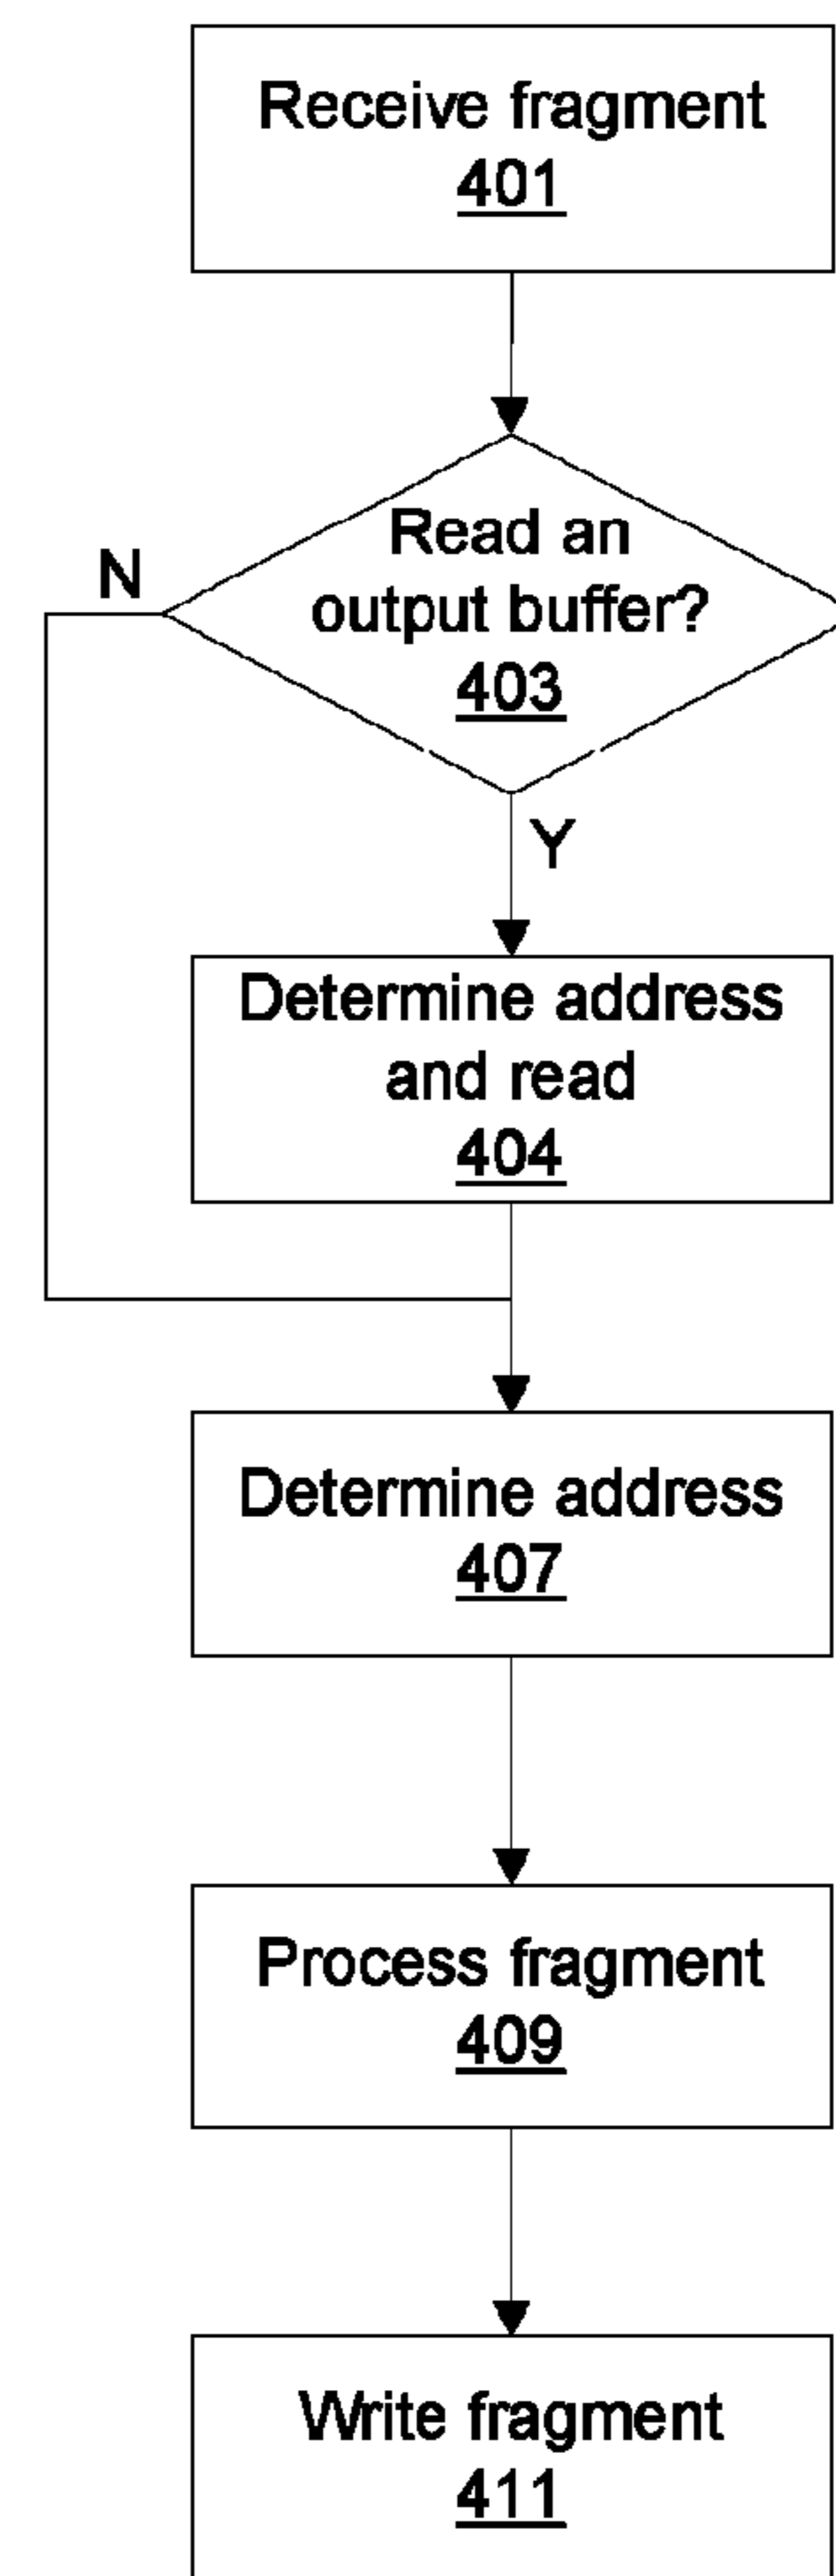 Receive fragment
401
Read an
N
output buffer?
403
Y
Determine address
and read
404
Determine address
407
Process fragment
409
Write fragment
411